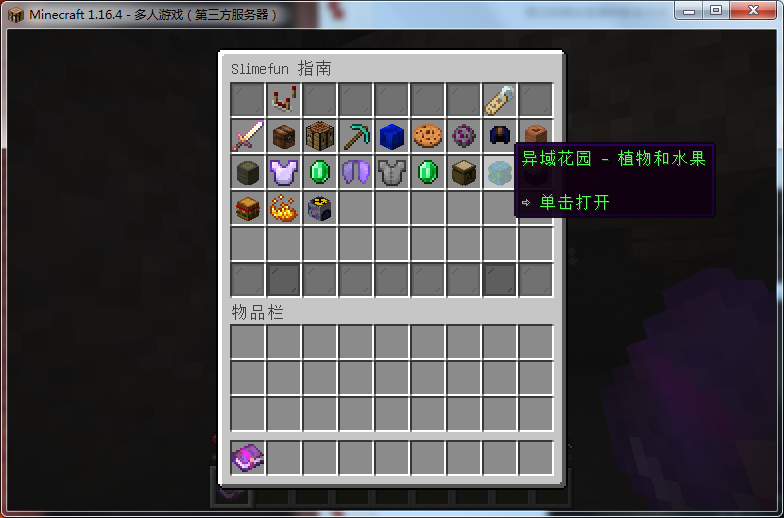 Minecraft 1.16.4 - 多人游戏（第三方服务器）
Slimefun 指南
异域花园 - 植物和水果
⇨ 单击打开
物品栏